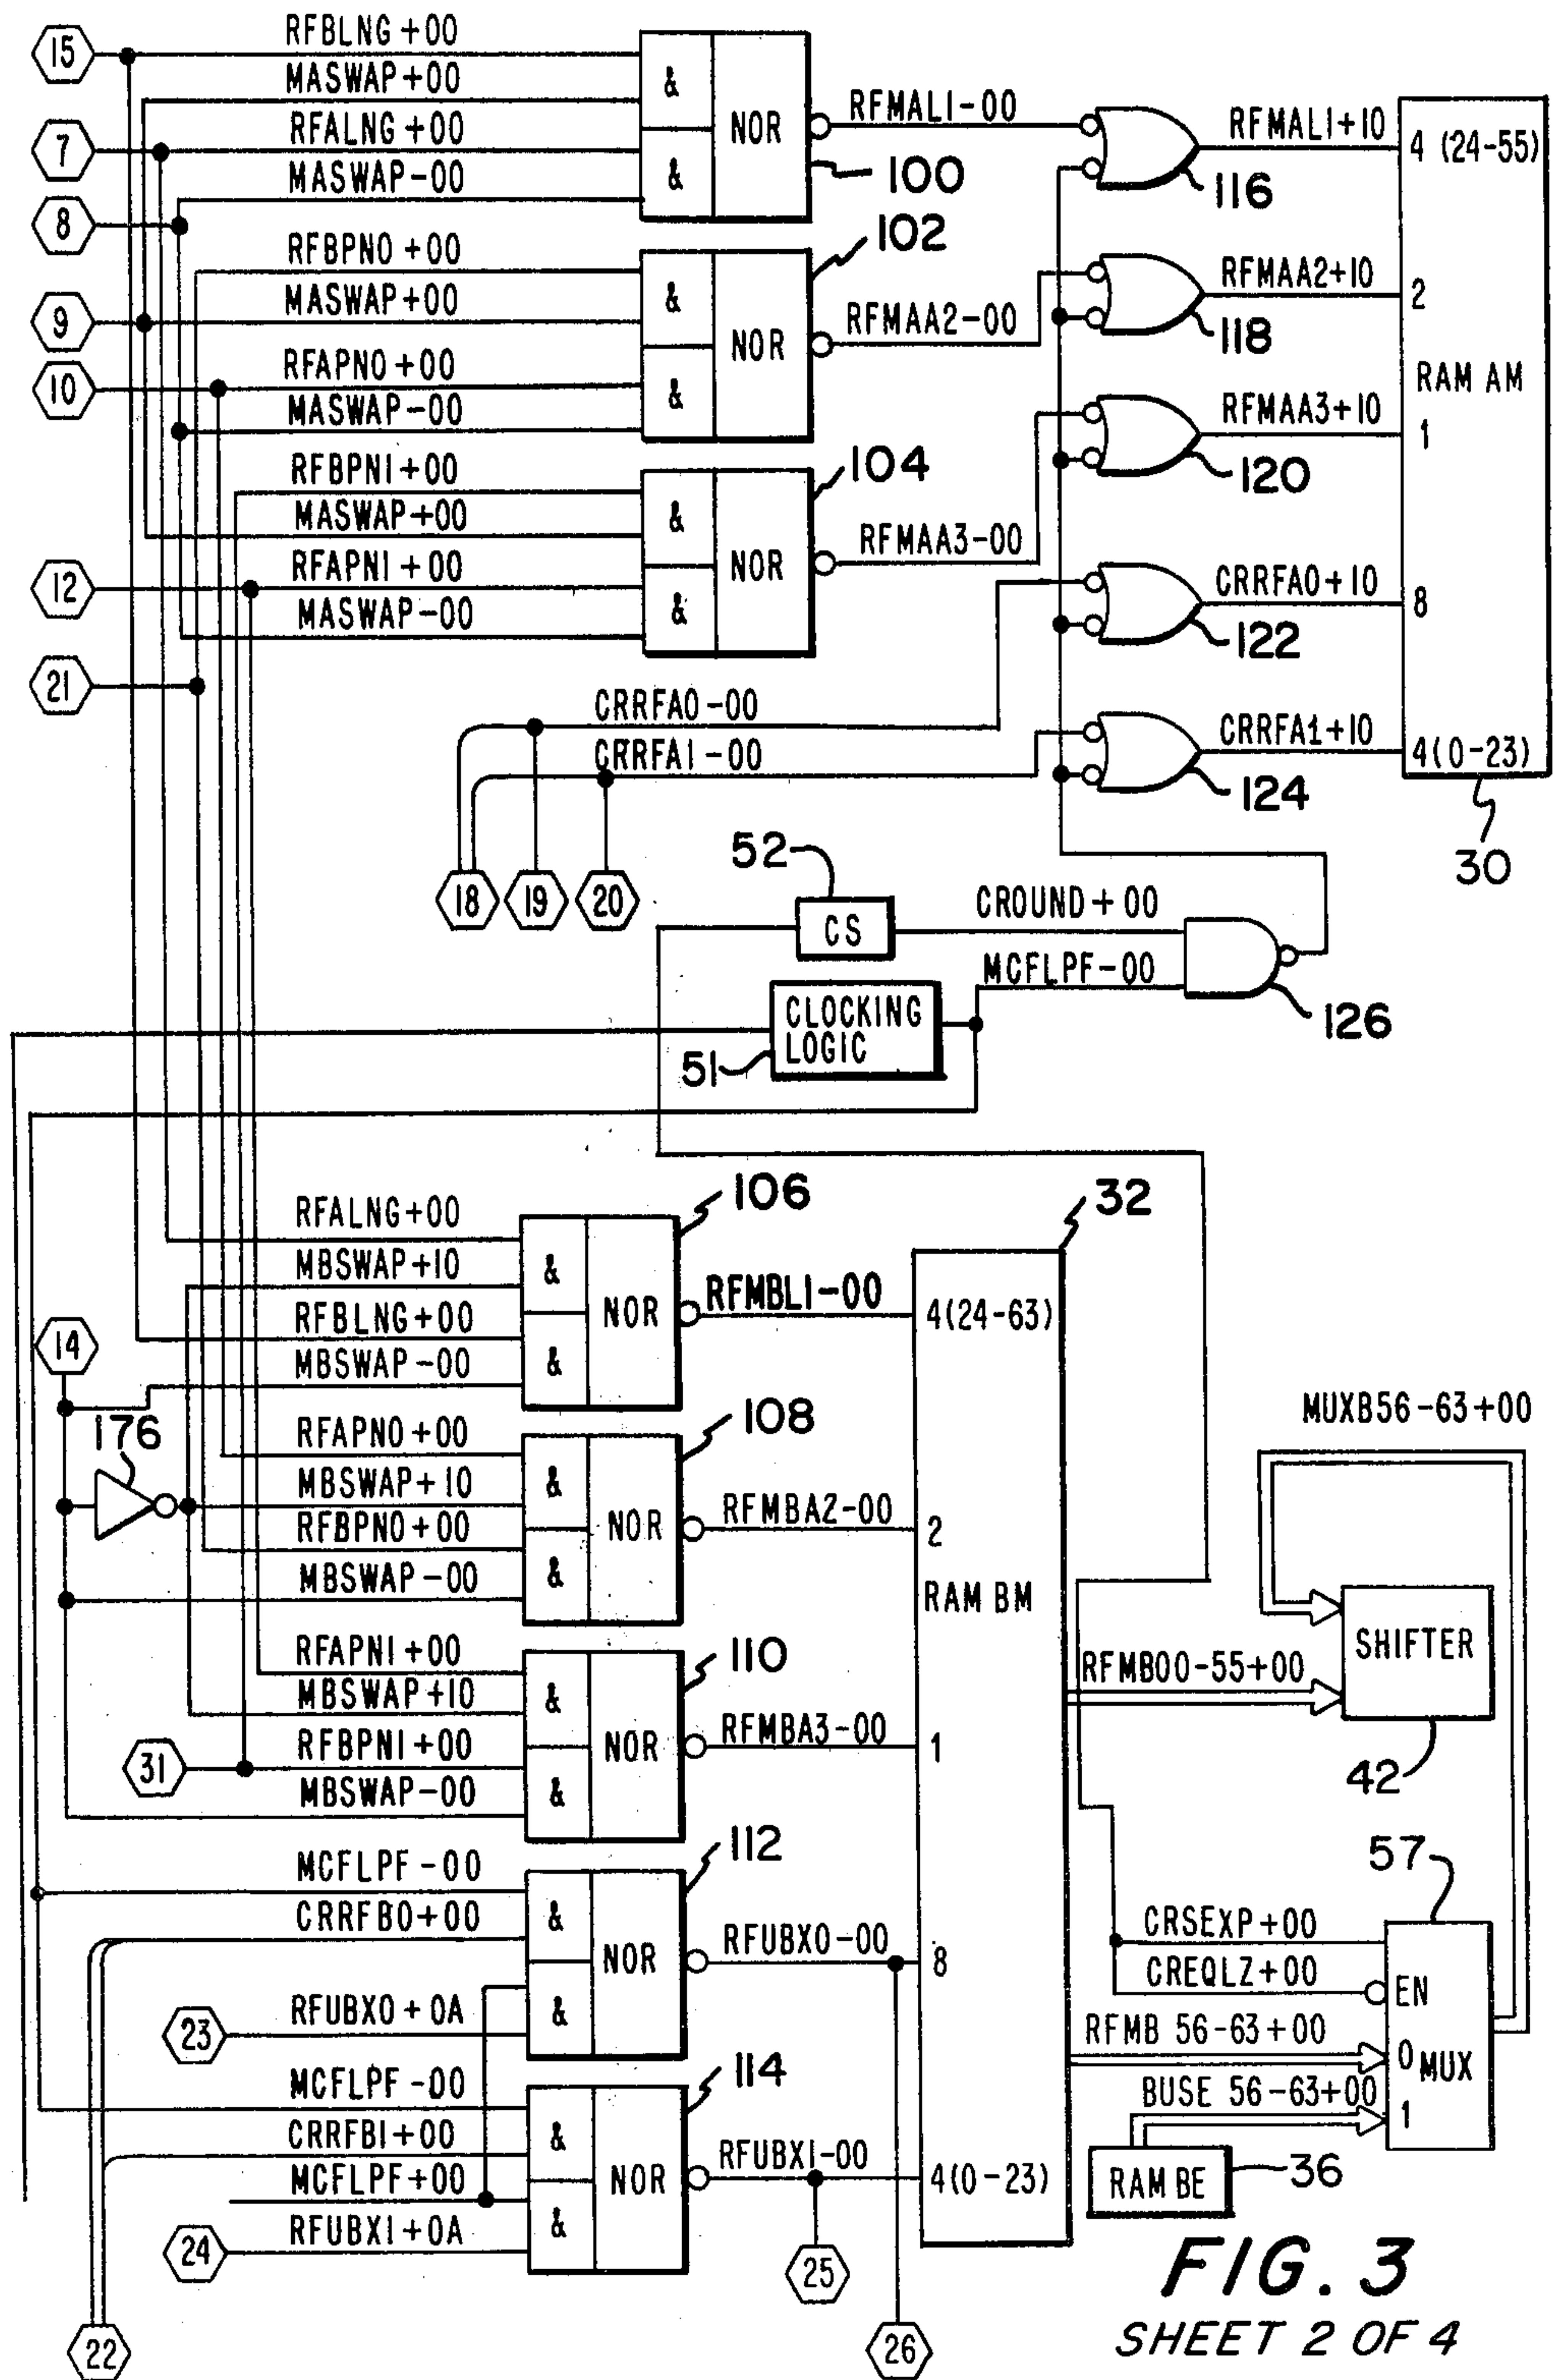 15
RFBLNG+00
MASWAP+00
&
NOR
RFMAL1-00
RFMAL1+10
4 (24-55)
7
RFALNG+00
&
100
116
MASWAP-00
8
102
RFBPN0+00
&
RFMAA2+10
2
9
MASWAP+00
NOR
RFMAA2-00
118
10
RFAPN0+00
&
RAM AM
MASWAP-00
RFMAA3+10
1
RFBPN1+00
104
120
MASWAP+00
&
NOR
RFMAA3-00
12
RFAPN1+00
CRRFA0+10
8
MASWAP-00
&
122
21
CRRFA0-00
CRRFA1-00
CRRFA1+10
4(0-23)
124
18
19
20
52
30
CS
CROUND+00
MCFLPF-00
CLOCKING
LOGIC
51
126
106
32
RFALNG+00
MBSWAP+10
&
NOR
RFMBL1-00
4(24-63)
RFBLNG+00
14
MBSWAP-00
&
MUXB56-63+00
176
RFAPN0+00
108
MBSWAP+10
&
NOR
RFMBA2-00
2
RFBPN0+00
MBSWAP-00
&
RAM BM
SHIFTER
RFAPN1+00
110
RFMB00-55+00
MBSWAP+10
&
NOR
RFMBA3-00
1
42
31
RFBPN1+00
MBSWAP-00
&
MCFLPF-00
112
57
CRRFB0+00
&
NOR
RFUBX0-00
8
CRSEXP+00
CREQLZ+00
EN
RFUBX0+0A
&
RFMB 56-63+00
0
MUX
23
MCFLPF-00
114
BUSE 56-63+00
1
CRRFB1+00
&
NOR
RFUBX1-00
4(0-23)
RAM BE
36
MCFLPF+00
&
RFUBX1+0A
24
25
22
26
FIG. 3
SHEET 2 OF 4